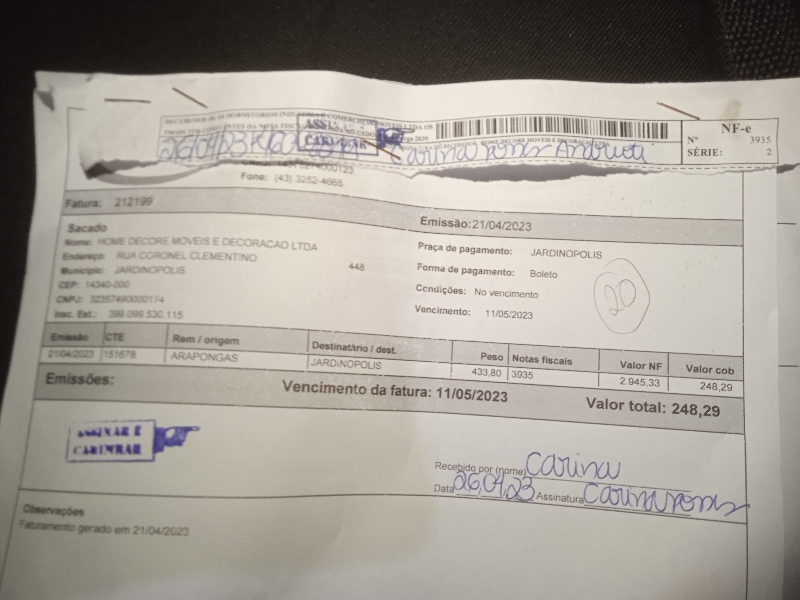 NF-e
Nº 3935
SÉRIE: 2
ASSI
CARIMBAR
26/04/23
Carina
Fone: (43) 3252-4665
Fatura: 212199
Emissão: 21/04/2023
Sacado
Nome: HOME DECORE MOVEIS E DECORACAO LTDA
Endereço: RUA CORONEL CLEMENTINO 448
Município: JARDINOPOLIS
CEP: 14340-000
CNPJ: 32357490000174
Insc. Est.: 399.099.530.115
Praça de pagamento: JARDINOPOLIS
Forma de pagamento: Boleto
Condições: No vencimento
Vencimento: 11/05/2023
20
Emissão CTE Rem / origem Destinatário / dest. Peso Notas fiscais Valor NF Valor cob
21/04/2023 151678 ARAPONGAS JARDINOPOLIS 433,80 3935 2.945,33 248,29
Emissões: Vencimento da fatura: 11/05/2023 Valor total: 248,29
ASSINAR E
CARIMBAR
Recebido por (nome) Carina
Data 26,04,23 Assinatura Carina
Observações
Faturamento gerado em 21/04/2023